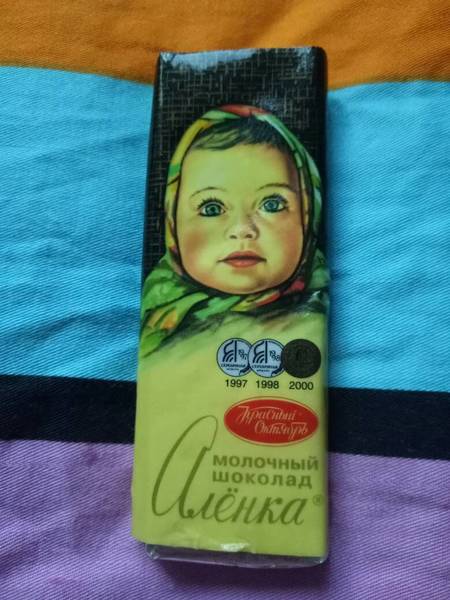 1997 1998 2000
Красный
Октябрь
МОЛОЧНЫЙ
ШОКОЛАД
Алёнка®